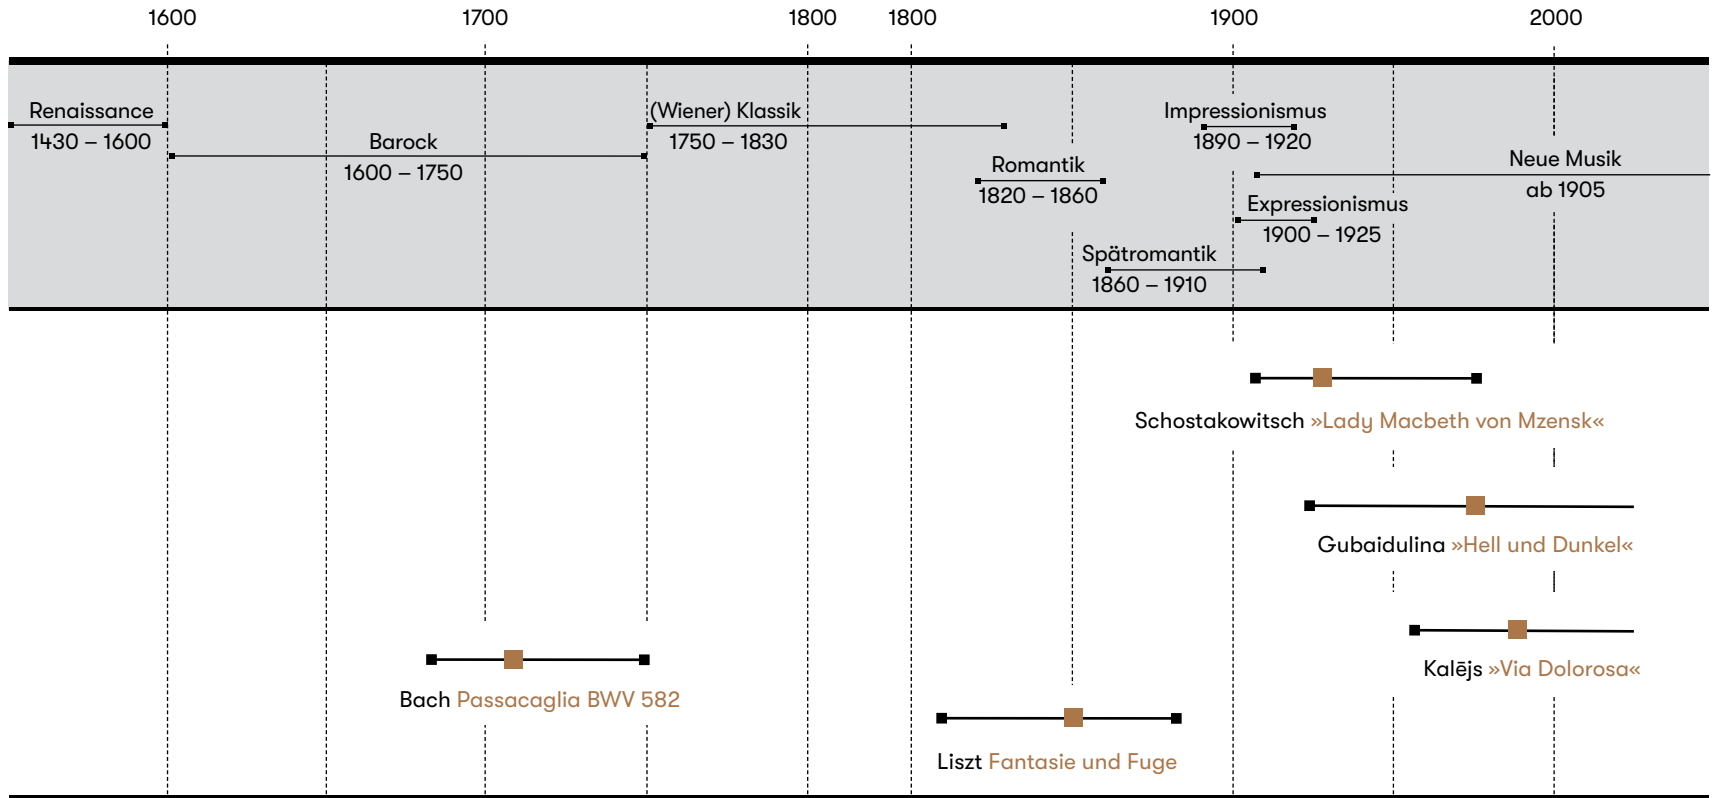 1600 1700 1800 1800 1900 2000
Renaissance
1430 – 1600
Barock
1600 – 1750
(Wiener) Klassik
1750 – 1830
Romantik
1820 – 1860
Impressionismus
1890 – 1920
Neue Musik
ab 1905
Expressionismus
1900 – 1925
Spätromantik
1860 – 1910
Schostakowitsch »Lady Macbeth von Mzensk«
Gubaidulina »Hell und Dunkel«
Kalējs »Via Dolorosa«
Bach Passacaglia BWV 582
Liszt Fantasie und Fuge